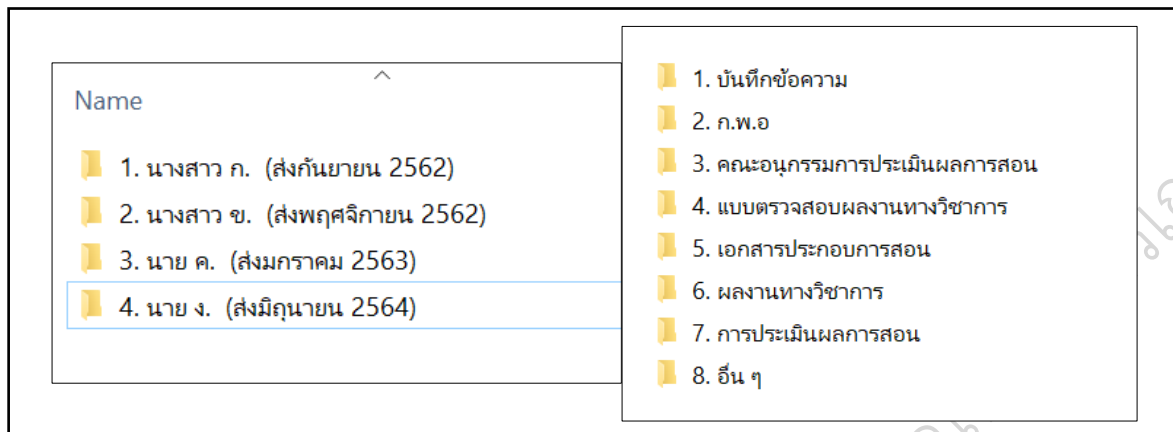 Name
1. นางสาว ก. (ส่งกันยายน 2562)
2. นางสาว ข. (ส่งพฤศจิกายน 2562)
3. นาย ค. (ส่งมกราคม 2563)
4. นาย ง. (ส่งมิถุนายน 2564)
1. บันทึกข้อความ
2. ก.พ.อ
3. คณะอนุกรรมการประเมินผลการสอน
4. แบบตรวจสอบผลงานทางวิชาการ
5. เอกสารประกอบการสอน
6. ผลงานทางวิชาการ
7. การประเมินผลการสอน
8. อื่น ๆ